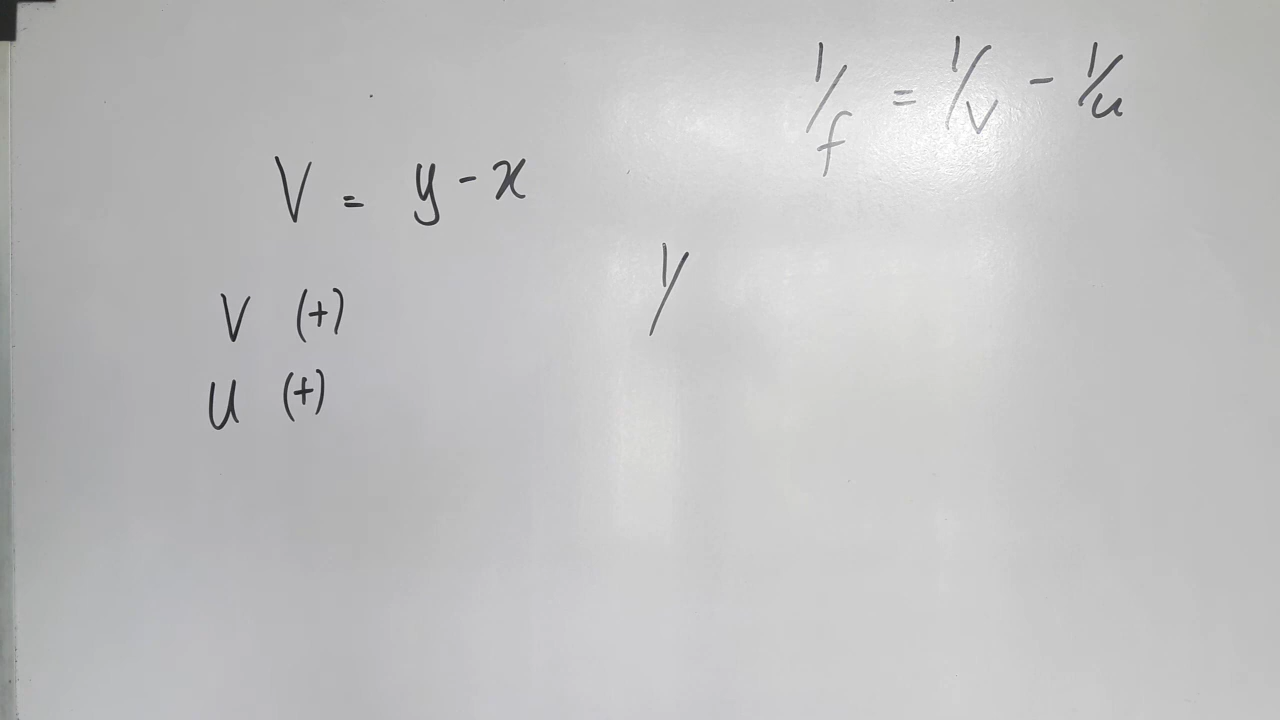 1/f = 1/v - 1/u
V = y - x
1/
V (+)
u (+)